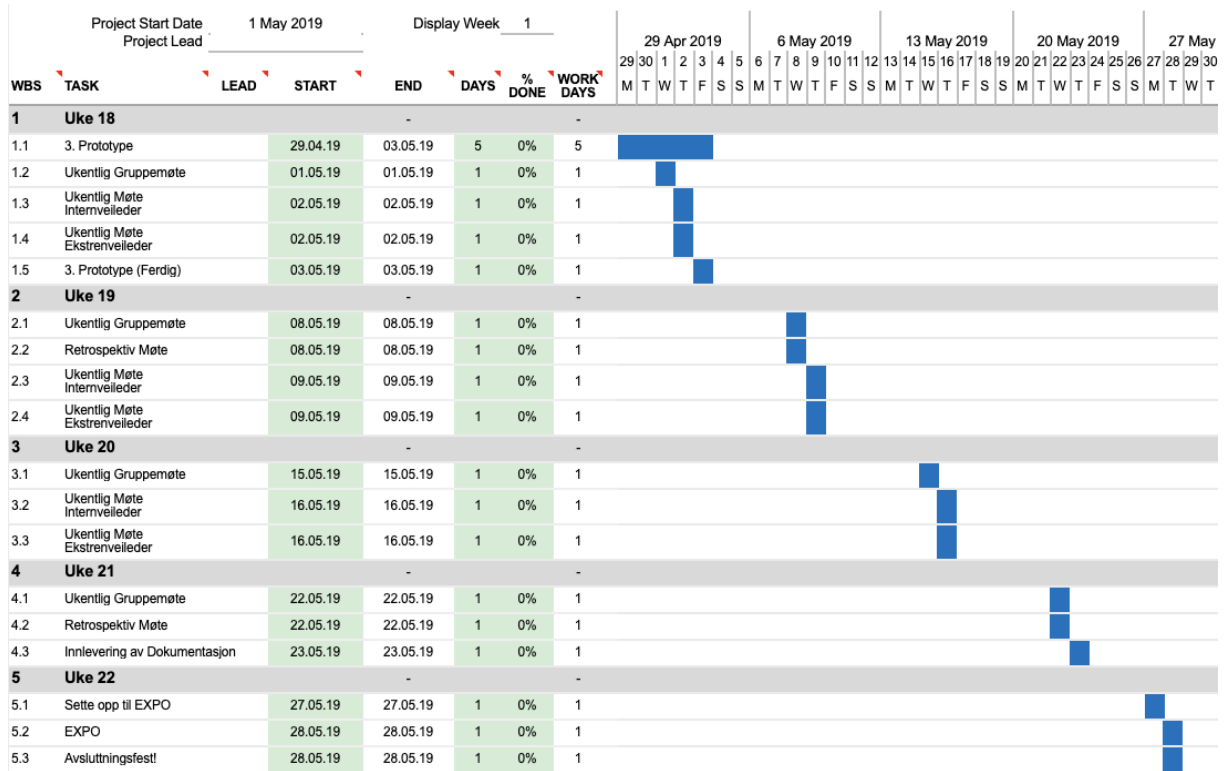 Project Start Date 1 May 2019 Display Week 1
Project Lead
29 Apr 2019 6 May 2019 13 May 2019 20 May 2019 27 May
29 30 1 2 3 4 5 6 7 8 9 10 11 12 13 14 15 16 17 18 19 20 21 22 23 24 25 26 27 28 29 30
WBS TASK LEAD START END DAYS % DONE WORK DAYS M T W T F S S M T W T F S S M T W T F S S M T W T F S S M T W T
1 Uke 18 - -
1.1 3. Prototype 29.04.19 03.05.19 5 0% 5
1.2 Ukentlig Gruppemøte 01.05.19 01.05.19 1 0% 1
1.3 Ukentlig Møte Internveileder 02.05.19 02.05.19 1 0% 1
1.4 Ukentlig Møte Ekstrenveileder 02.05.19 02.05.19 1 0% 1
1.5 3. Prototype (Ferdig) 03.05.19 03.05.19 1 0% 1
2 Uke 19 - -
2.1 Ukentlig Gruppemøte 08.05.19 08.05.19 1 0% 1
2.2 Retrospektiv Møte 08.05.19 08.05.19 1 0% 1
2.3 Ukentlig Møte Internveileder 09.05.19 09.05.19 1 0% 1
2.4 Ukentlig Møte Ekstrenveileder 09.05.19 09.05.19 1 0% 1
3 Uke 20 - -
3.1 Ukentlig Gruppemøte 15.05.19 15.05.19 1 0% 1
3.2 Ukentlig Møte Internveileder 16.05.19 16.05.19 1 0% 1
3.3 Ukentlig Møte Ekstrenveileder 16.05.19 16.05.19 1 0% 1
4 Uke 21 - -
4.1 Ukentlig Gruppemøte 22.05.19 22.05.19 1 0% 1
4.2 Retrospektiv Møte 22.05.19 22.05.19 1 0% 1
4.3 Innlevering av Dokumentasjon 23.05.19 23.05.19 1 0% 1
5 Uke 22 - -
5.1 Sette opp til EXPO 27.05.19 27.05.19 1 0% 1
5.2 EXPO 28.05.19 28.05.19 1 0% 1
5.3 Avsluttningsfest! 28.05.19 28.05.19 1 0% 1